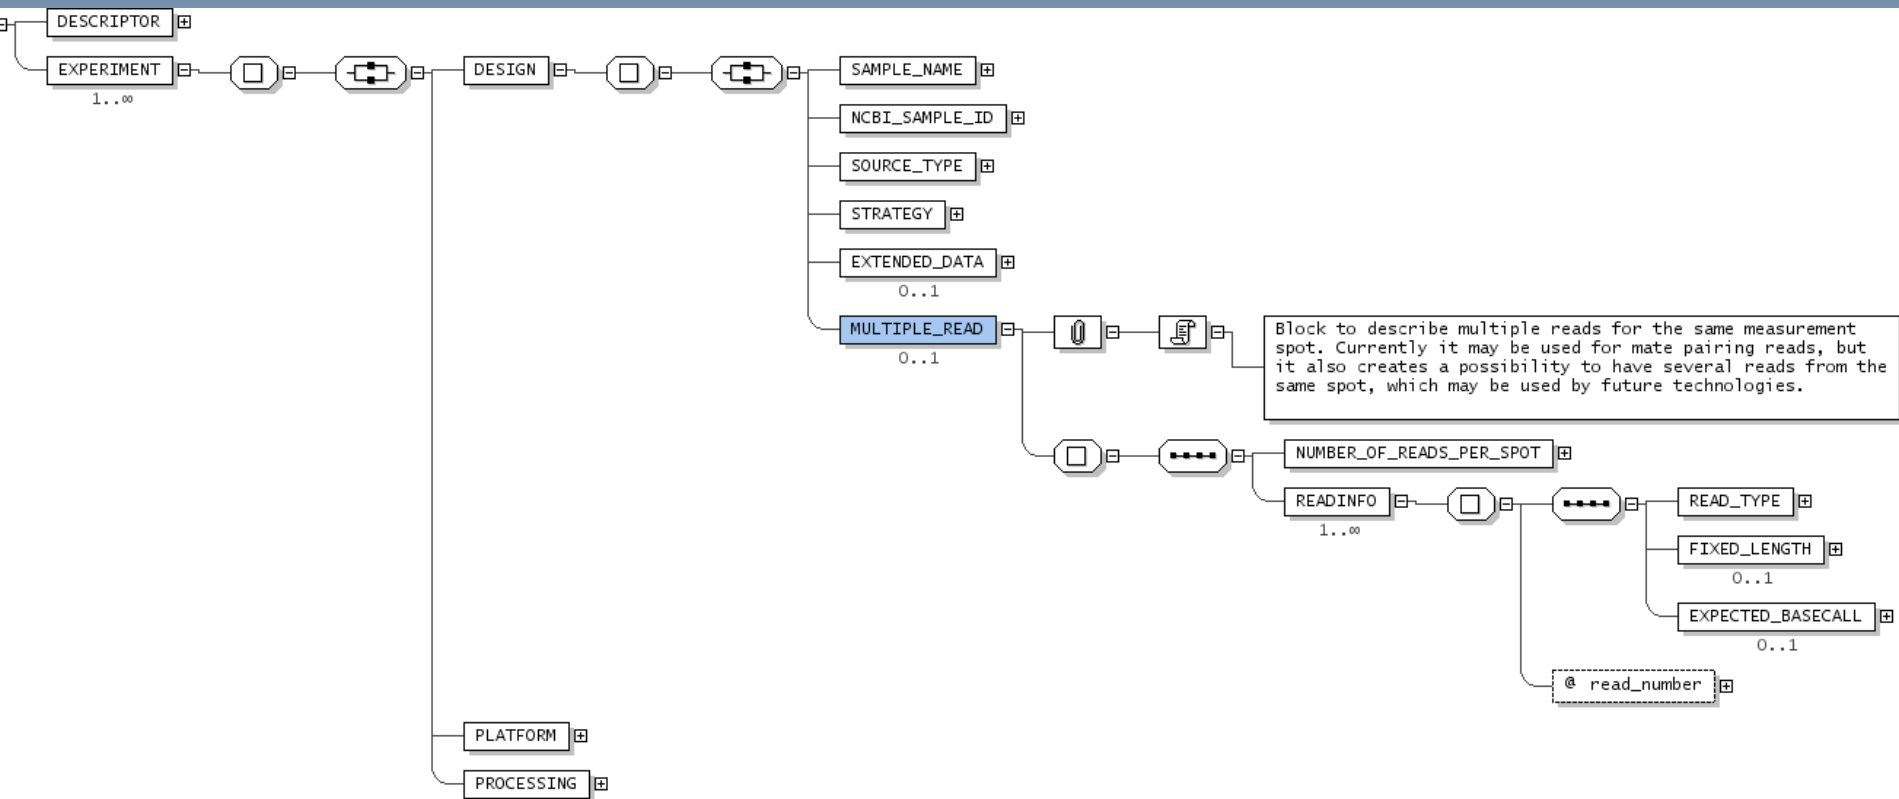 DESCRIPTOR
EXPERIMENT
1..∞
DESIGN
SAMPLE_NAME
NCBI_SAMPLE_ID
SOURCE_TYPE
STRATEGY
EXTENDED_DATA
0..1
MULTIPLE_READ
0..1
Block to describe multiple reads for the same measurement
spot. Currently it may be used for mate pairing reads, but
it also creates a possibility to have several reads from the
same spot, which may be used by future technologies.
NUMBER_OF_READS_PER_SPOT
READINFO
1..∞
READ_TYPE
FIXED_LENGTH
0..1
EXPECTED_BASECALL
0..1
@ read_number
PLATFORM
PROCESSING